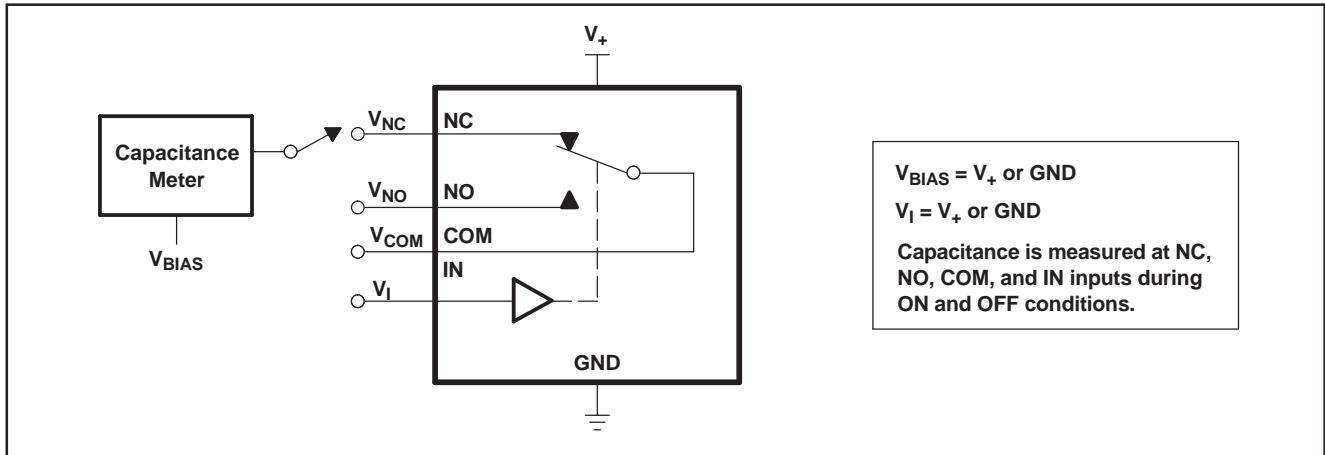 V+
VNC
NC
Capacitance
Meter
VNO
NO
VCOM
COM
VBIAS
IN
VI
GND
VBIAS = V+ or GND
VI = V+ or GND
Capacitance is measured at NC,
NO, COM, and IN inputs during
ON and OFF conditions.